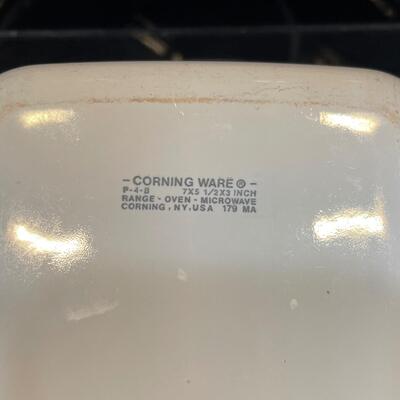 - CORNING WARE ® -
P-4-B 7X5 1/2X3 INCH
RANGE - OVEN - MICROWAVE
CORNING, NY, USA 179 MA